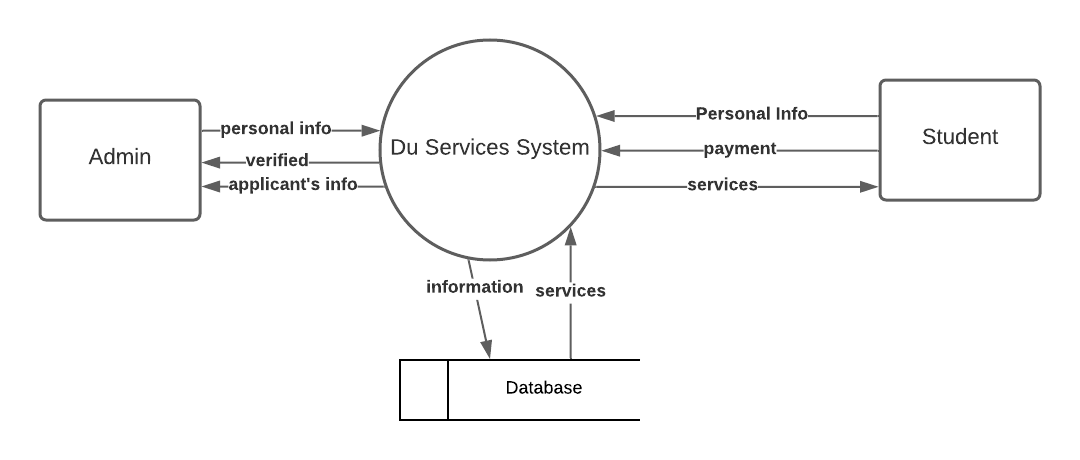 Admin
personal info
verified
applicant's info
Du Services System
Personal Info
payment
services
Student
information
services
Database